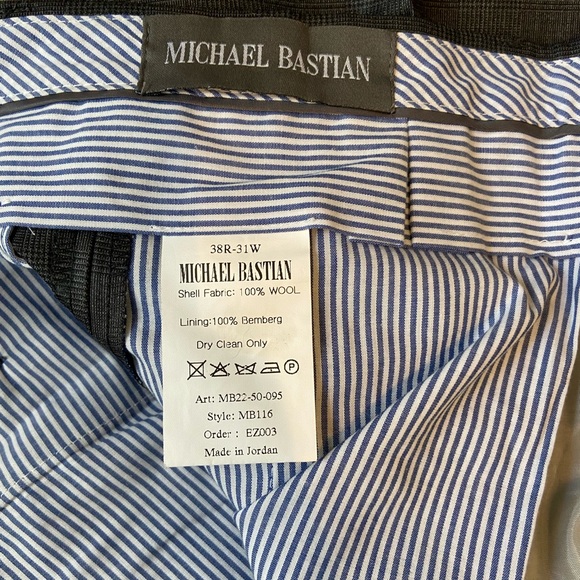 MICHAEL BASTIAN
38R-31W
MICHAEL BASTIAN
Shell Fabric: 100% WOOL
Lining:100% Bemberg
Dry Clean Only
P
Art: MB22-50-095
Style: MB116
Order : EZ003
Made in Jordan